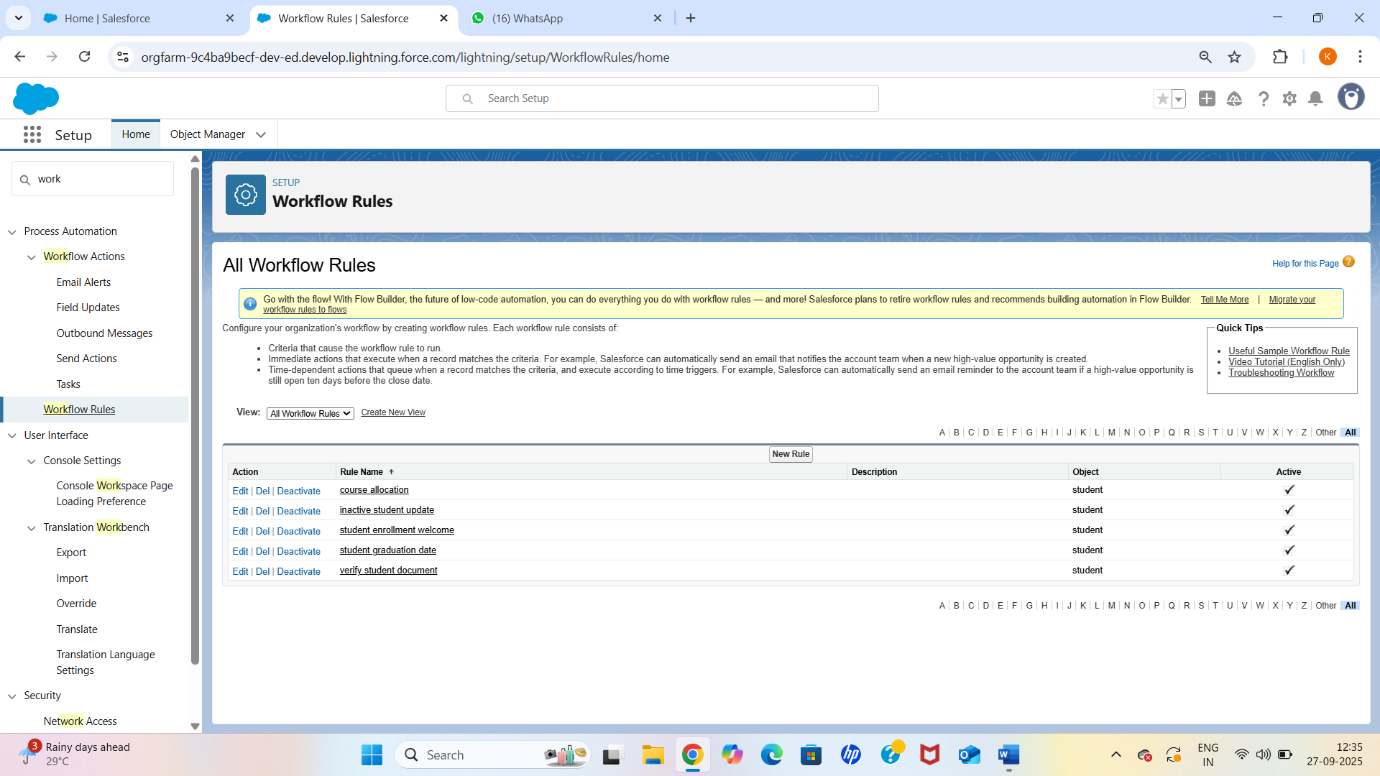 Home | Salesforce
Workflow Rules | Salesforce
(16) WhatsApp
orgfarm-9c4ba9becf-dev-ed.develop.lightning.force.com/lightning/setup/WorkflowRules/home
K
Search Setup
Setup
Home
Object Manager
work
Process Automation
Workflow Actions
Email Alerts
Field Updates
Outbound Messages
Send Actions
Tasks
Workflow Rules
User Interface
Console Settings
Console Workspace Page
Loading Preference
Translation Workbench
Export
Import
Override
Translate
Translation Language
Settings
Security
Network Access
SETUP
Workflow Rules
All Workflow Rules
Help for this Page
Go with the flow! With Flow Builder, the future of low-code automation, you can do everything you do with workflow rules — and more! Salesforce plans to retire workflow rules and recommends building automation in Flow Builder. Tell Me More | Migrate your
workflow rules to flows
Configure your organization's workflow by creating workflow rules. Each workflow rule consists of:
• Criteria that cause the workflow rule to run.
• Immediate actions that execute when a record matches the criteria. For example, Salesforce can automatically send an email that notifies the account team when a new high-value opportunity is created.
• Time-dependent actions that queue when a record matches the criteria, and execute according to time triggers. For example, Salesforce can automatically send an email reminder to the account team if a high-value opportunity is
still open ten days before the close date.
Quick Tips
• Useful Sample Workflow Rule
• Video Tutorial (English Only)
• Troubleshooting Workflow
View: All Workflow Rules Create New View
A | B | C | D | E | F | G | H | I | J | K | L | M | N | O | P | Q | R | S | T | U | V | W | X | Y | Z | Other All
New Rule
Action Rule Name ↑ Description Object Active
Edit | Del | Deactivate course allocation student ✓
Edit | Del | Deactivate inactive student update student ✓
Edit | Del | Deactivate student enrollment welcome student ✓
Edit | Del | Deactivate student graduation date student ✓
Edit | Del | Deactivate verify student document student ✓
A | B | C | D | E | F | G | H | I | J | K | L | M | N | O | P | Q | R | S | T | U | V | W | X | Y | Z | Other All
3
Rainy days ahead
29°C
Search
ENG
IN
12:35
27-09-2025